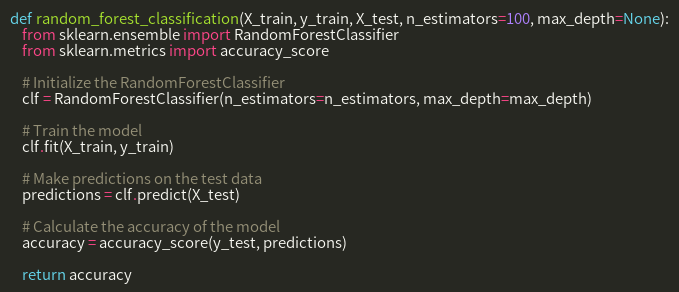 def random_forest_classification(X_train, y_train, X_test, n_estimators=100, max_depth=None):
from sklearn.ensemble import RandomForestClassifier
from sklearn.metrics import accuracy_score
# Initialize the RandomForestClassifier
clf = RandomForestClassifier(n_estimators=n_estimators, max_depth=max_depth)
# Train the model
clf.fit(X_train, y_train)
# Make predictions on the test data
predictions = clf.predict(X_test)
# Calculate the accuracy of the model
accuracy = accuracy_score(y_test, predictions)
return accuracy